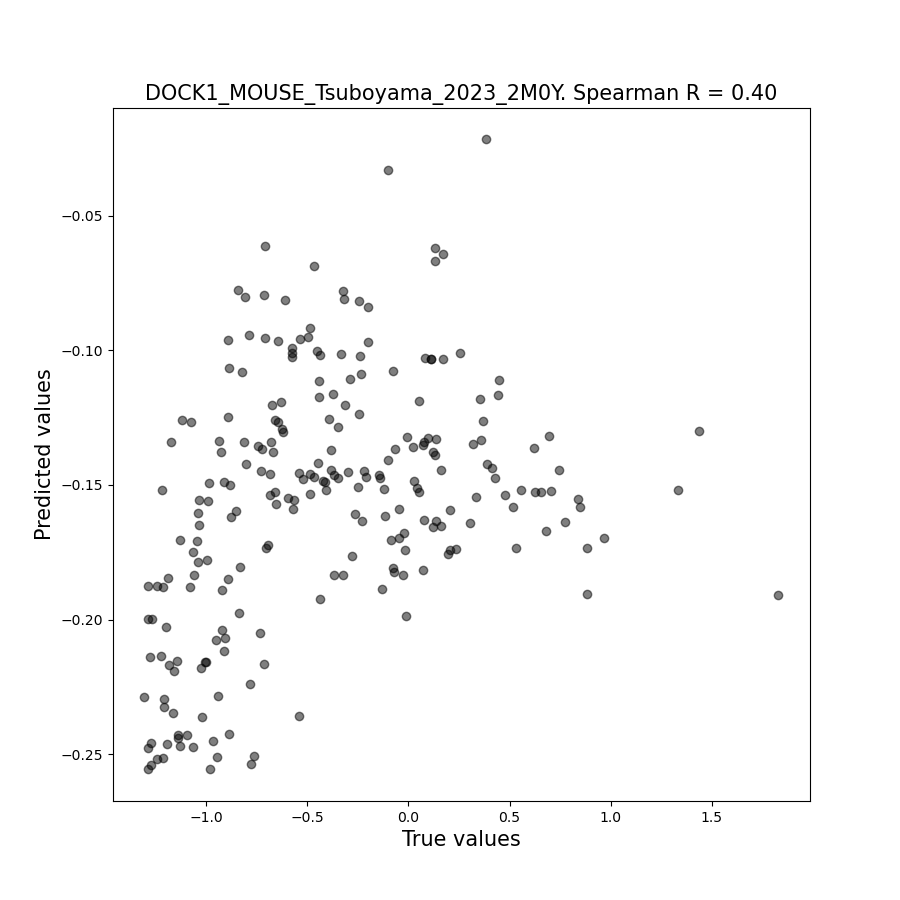 DOCK1_MOUSE_Tsuboyama_2023_2M0Y. Spearman R = 0.40
−0.05
−0.10
−0.15
−0.20
−0.25
Predicted values
−1.0 −0.5 0.0 0.5 1.0 1.5
True values